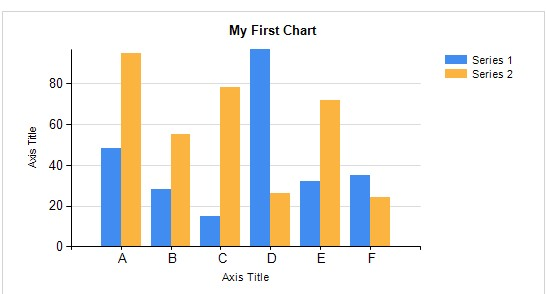 My First Chart
Series 1
Series 2
80
60
40
20
0
Axis Title
A B C D E F
Axis Title